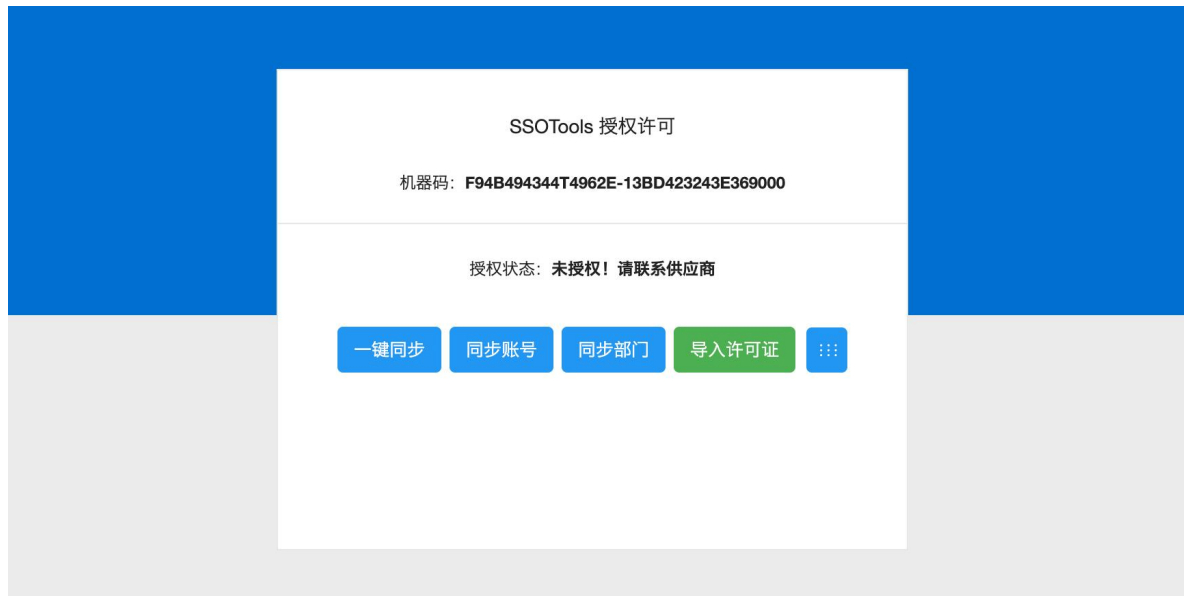 SSOTools 授权许可
机器码：F94B494344T4962E-13BD423243E369000
授权状态：未授权！请联系供应商
一键同步 同步账号 同步部门 导入许可证